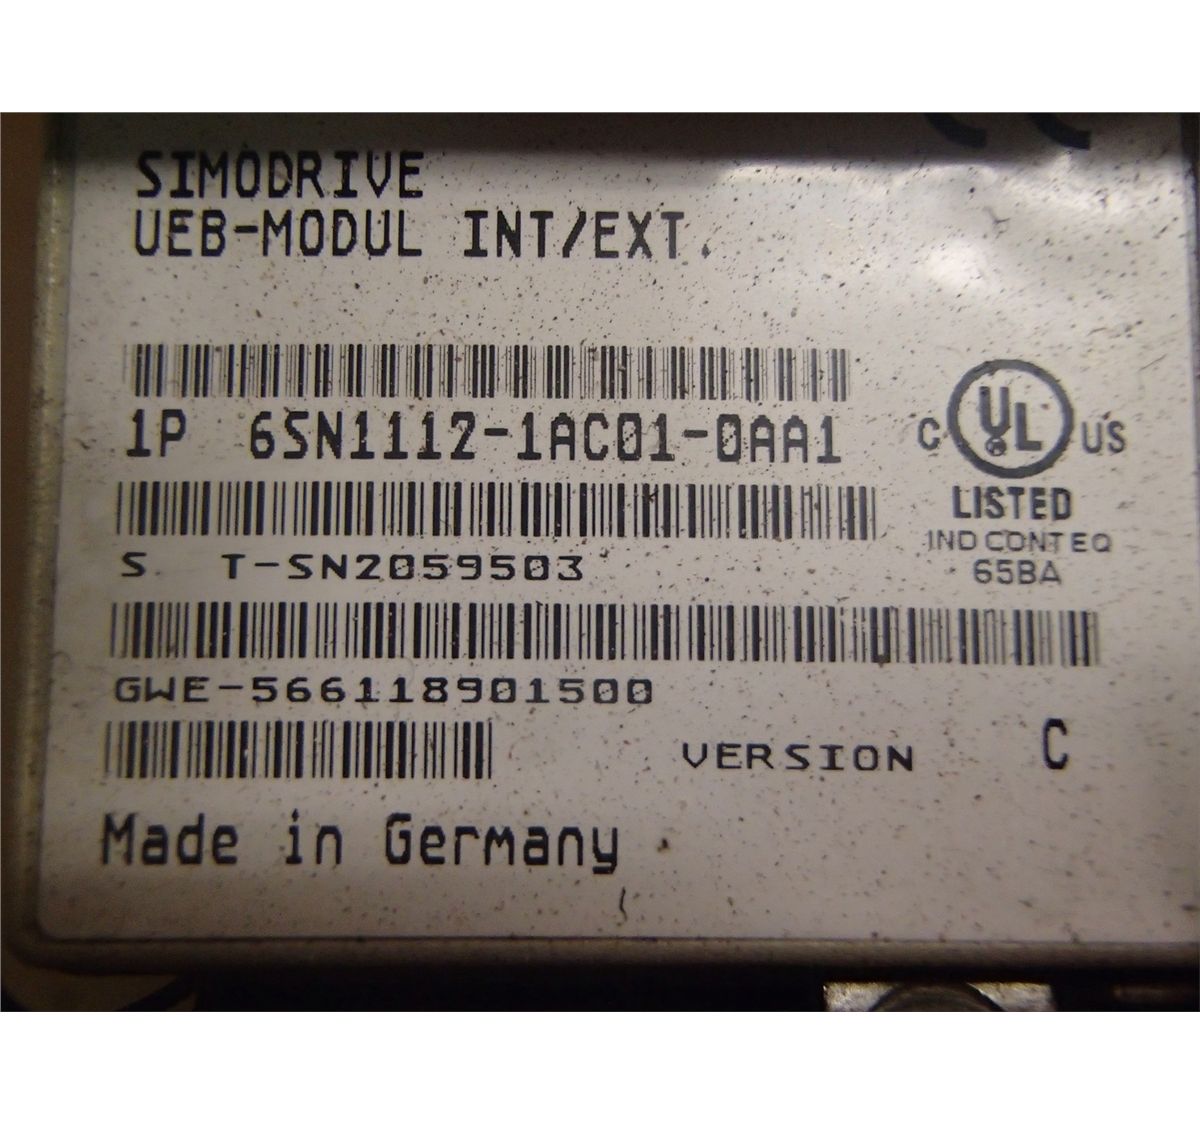 SIMODRIVE
UEB-MODUL INT/EXT.
1P 6SN1112-1AC01-0AA1
C UL US
LISTED
IND CONT EQ
65BA
S T-SN2059503
GWE-566118901500
VERSION C
Made in Germany